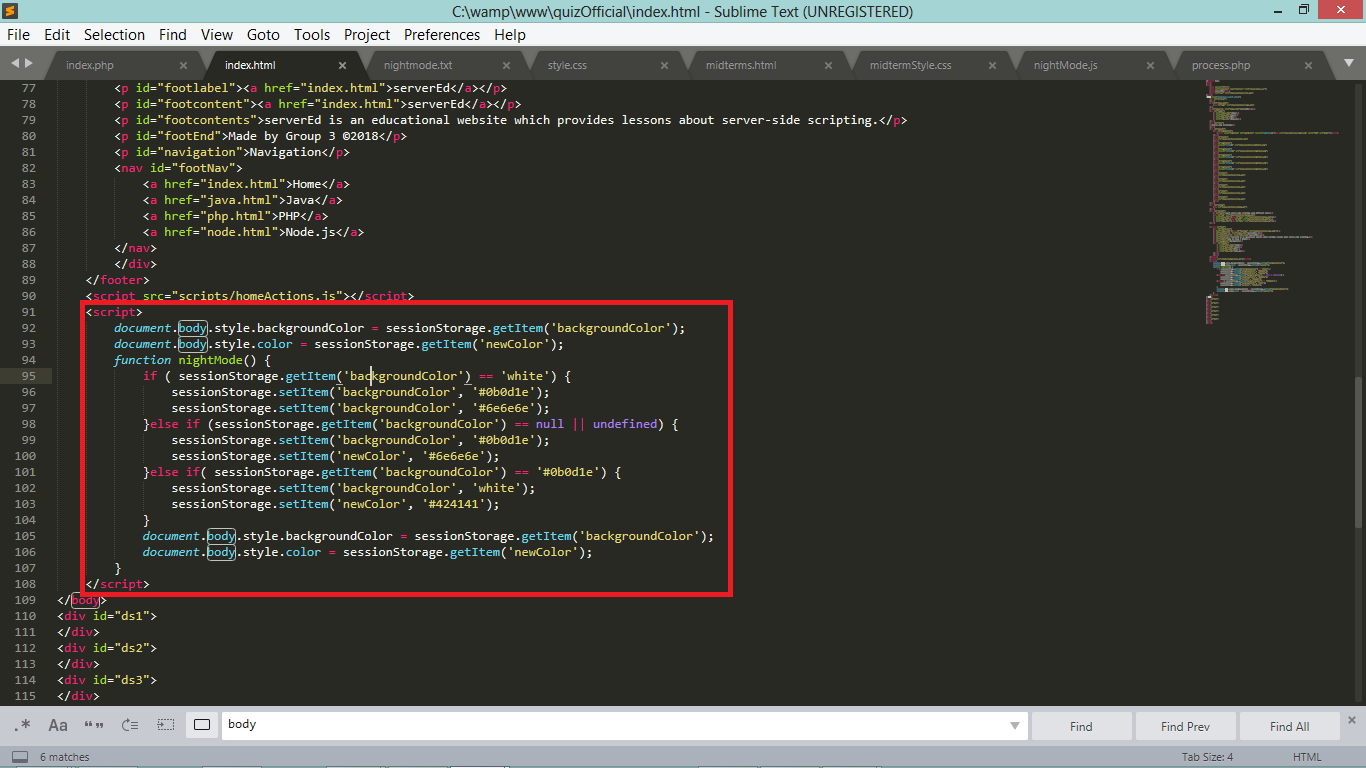 C:\wamp\www\quizOfficial\index.html - Sublime Text (UNREGISTERED)
File Edit Selection Find View Goto Tools Project Preferences Help
index.php × index.html × nightmode.txt × style.css × midterms.html × midtermStyle.css × nightMode.js × process.php ×
77 <p id="footlabel"><a href="index.html">serverEd</a></p>
78 <p id="footcontent"><a href="index.html">serverEd</a></p>
79 <p id="footcontents">serverEd is an educational website which provides lessons about server-side scripting.</p>
80 <p id="footEnd">Made by Group 3 ©2018</p>
81 <p id="navigation">Navigation</p>
82 <nav id="footNav">
83 <a href="index.html">Home</a>
84 <a href="java.html">Java</a>
85 <a href="php.html">PHP</a>
86 <a href="node.html">Node.js</a>
87 </nav>
88 </div>
89 </footer>
90 <script src="scripts/homeActions.js"></script>
91 <script>
92 document.body.style.backgroundColor = sessionStorage.getItem('backgroundColor');
93 document.body.style.color = sessionStorage.getItem('newColor');
94 function nightMode() {
95 if ( sessionStorage.getItem('backgroundColor') == 'white') {
96 sessionStorage.setItem('backgroundColor', '#0b0d1e');
97 sessionStorage.setItem('backgroundColor', '#6e6e6e');
98 }else if (sessionStorage.getItem('backgroundColor') == null || undefined) {
99 sessionStorage.setItem('backgroundColor', '#0b0d1e');
100 sessionStorage.setItem('newColor', '#6e6e6e');
101 }else if( sessionStorage.getItem('backgroundColor') == '#0b0d1e') {
102 sessionStorage.setItem('backgroundColor', 'white');
103 sessionStorage.setItem('newColor', '#424141');
104 }
105 document.body.style.backgroundColor = sessionStorage.getItem('backgroundColor');
106 document.body.style.color = sessionStorage.getItem('newColor');
107 }
108 </script>
109 </body>
110 <div id="ds1">
111 </div>
112 <div id="ds2">
113 </div>
114 <div id="ds3">
115 </div>
.* Aa “” body Find Find Prev Find All
6 matches Tab Size: 4 HTML